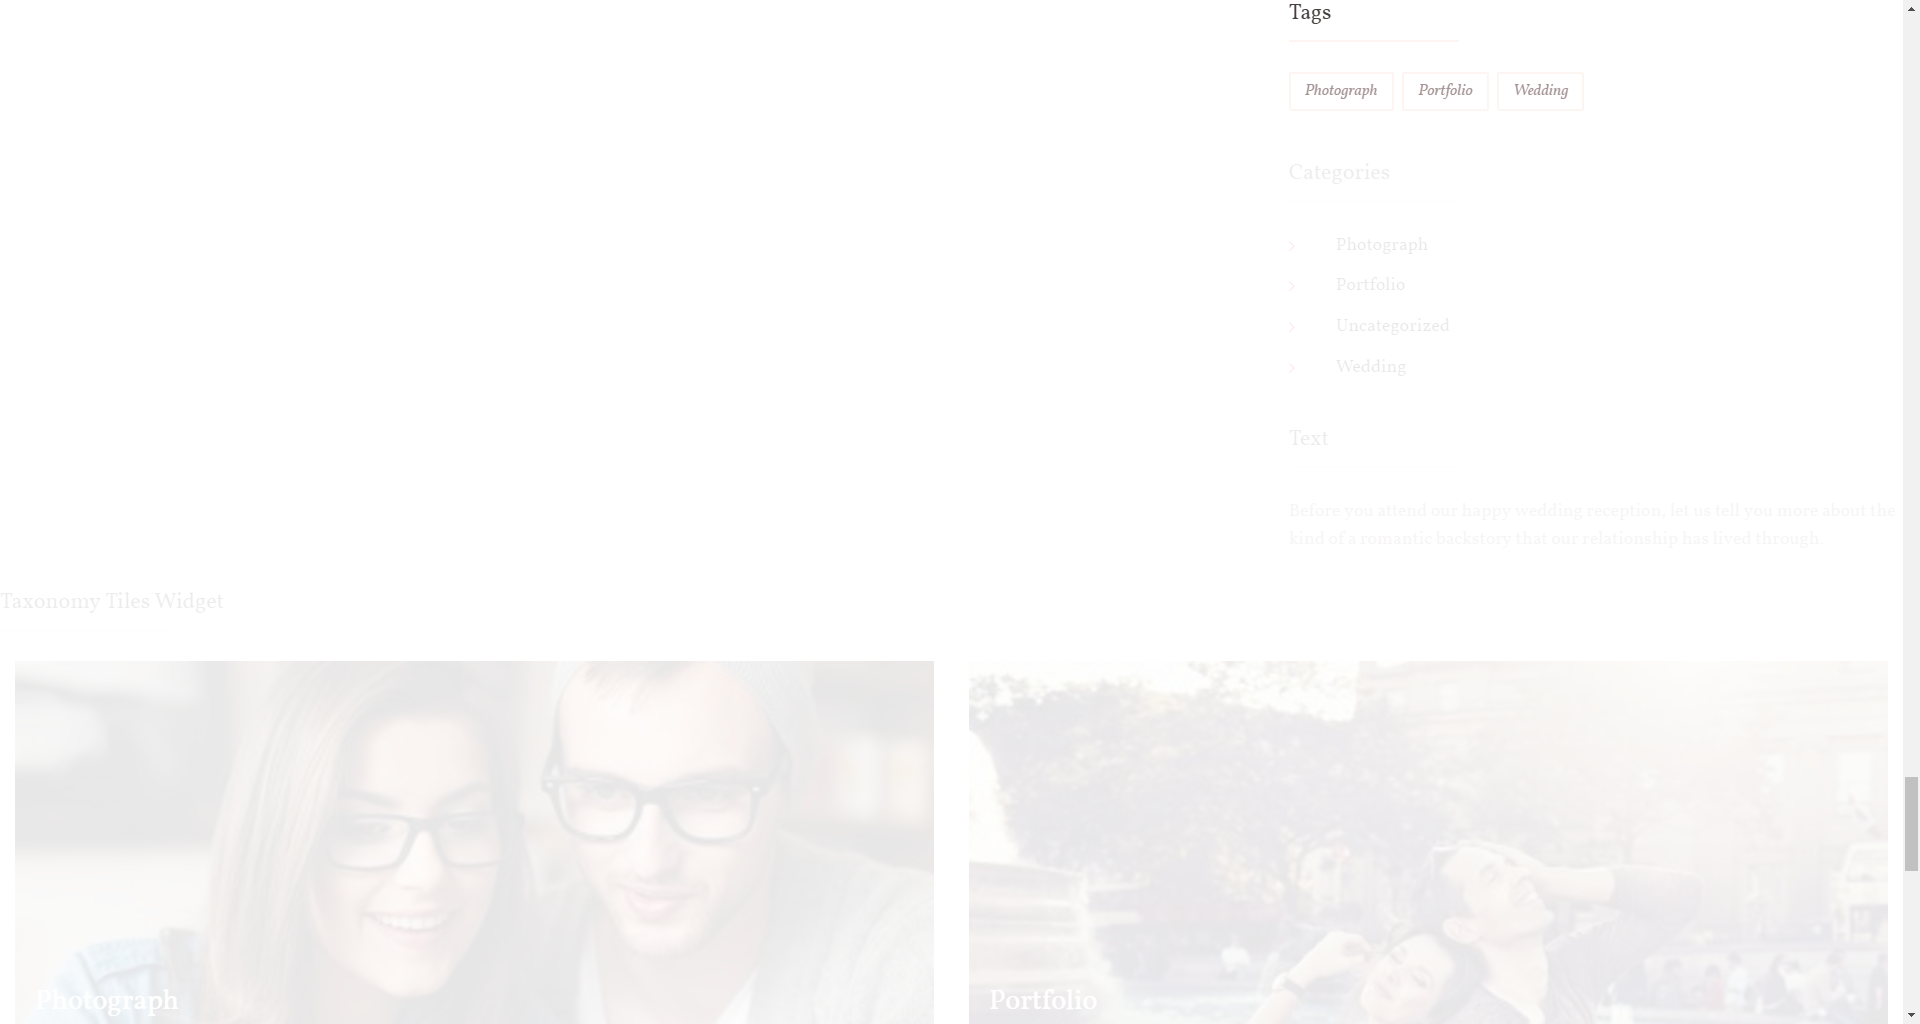 Tags
Photograph Portfolio Wedding
Categories
Photograph
Portfolio
Uncategorized
Wedding
Text
Before you attend our happy wedding reception, let us tell you more about the
kind of a romantic backstory that our relationship has lived through.
Taxonomy Tiles Widget
Photograph
Portfolio